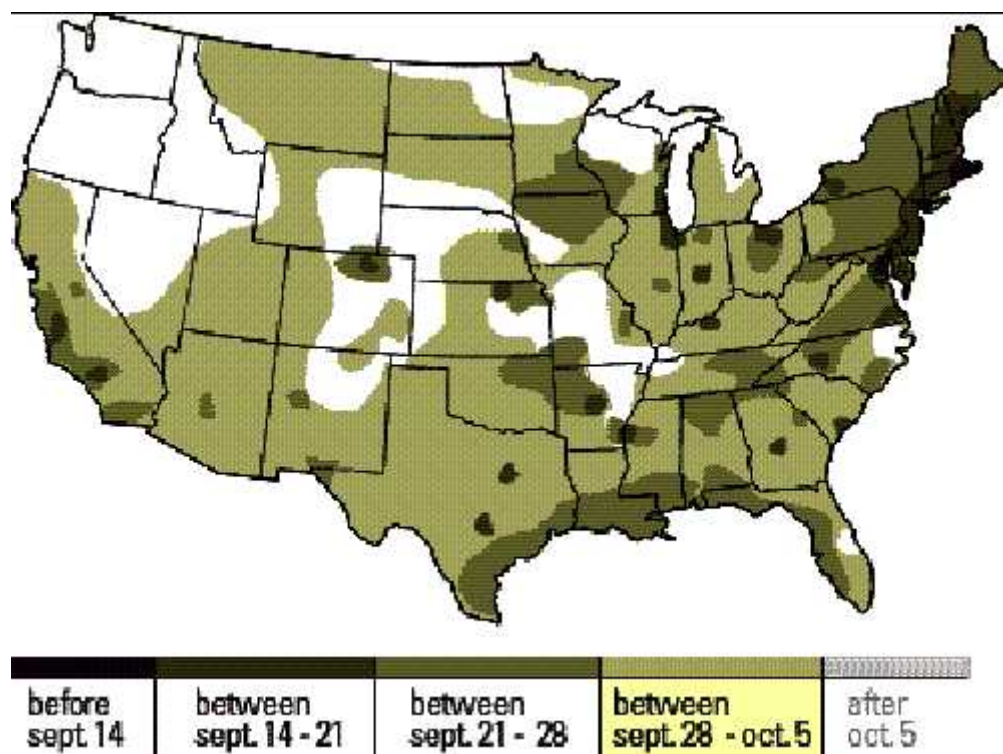 before
sept. 14
between
sept. 14 - 21
between
sept. 21 - 28
between
sept. 28 - oct. 5
after
oct. 5